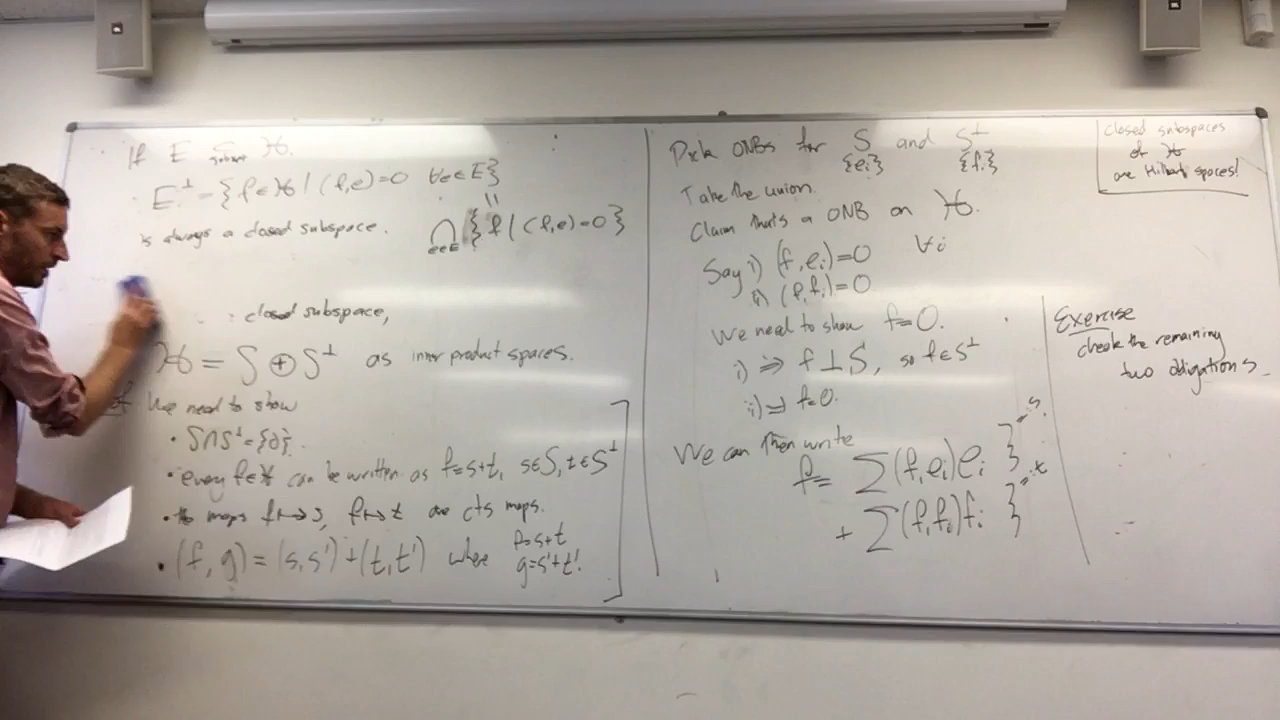 If E ⊆ H.
E^⊥ = {f ∈ H | (f,e)=0 ∀e∈E}
is always a closed subspace.
=
⋂_{e∈E} {f | (f,e)=0}
closed subspace,
H = S ⊕ S^⊥ as inner product spaces.
We need to show
• S∩S^⊥ = {0}.
• every f∈H can be written as f=s+t, s∈S, t∈S^⊥
• maps f↦s, f↦t are cts maps.
• (f,g) = (s,s')+(t,t') where f=s+t
g=s'+t'.
Pick ONBs for S and S^⊥
{e_i} {f_i}
Take the union.
Claim that's a ONB on H.
Say i) (f,e_i)=0 ∀i
ii) (f,f_i)=0
We need to show f=0.
i) ⇒ f⊥S, so f∈S^⊥
ii) ⇒ f=0.
We can then write
f= ∑(f,e_i)e_i } =:s.
+ ∑(f,f_i)f_i } =:t
closed subspaces
of H
are Hilbert spaces!
Exercise
check the remaining
two obligations.